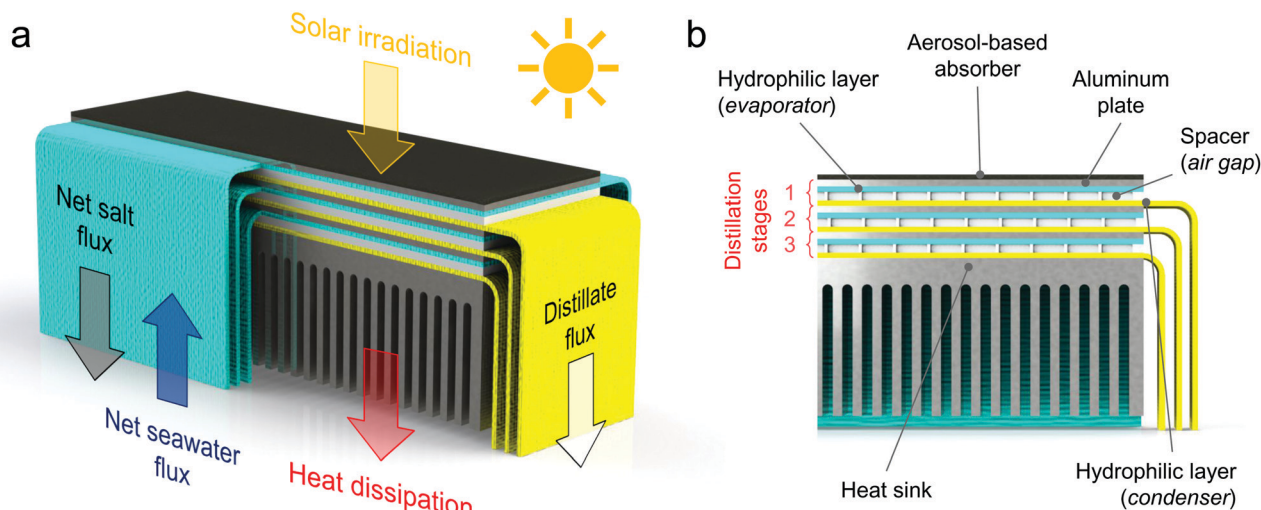 a
Solar irradiation
Net salt
flux
Net seawater
flux
Heat dissipation
Distillate
flux
b
Aerosol-based
absorber
Hydrophilic layer
(evaporator)
Aluminum
plate
Spacer
(air gap)
Distillation
stages
1
2
3
Heat sink
Hydrophilic layer
(condenser)